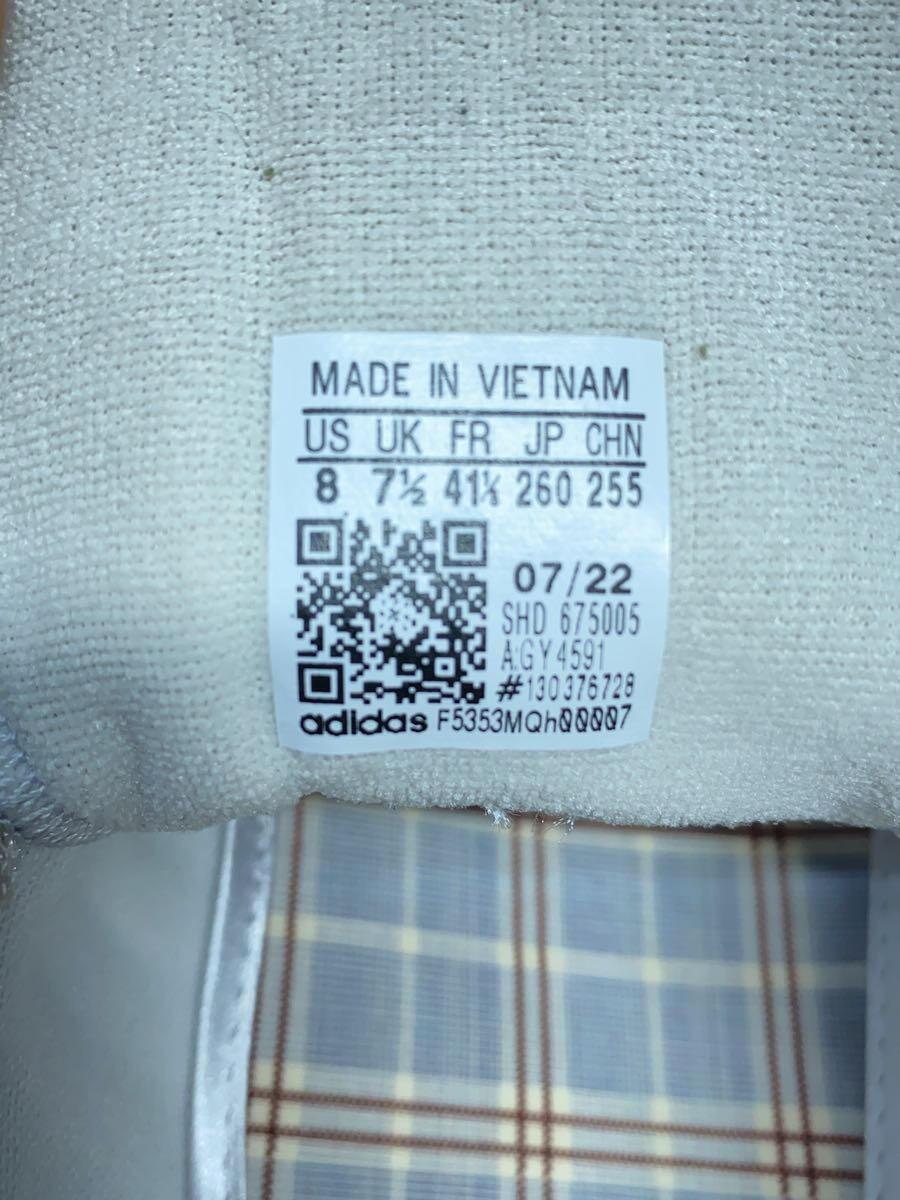 MADE IN VIETNAM
US UK FR JP CHN
8 7½ 41⅓ 260 255
07/22
SHD 675005
A:GY4591
#130376728
adidas F5353MQh00007